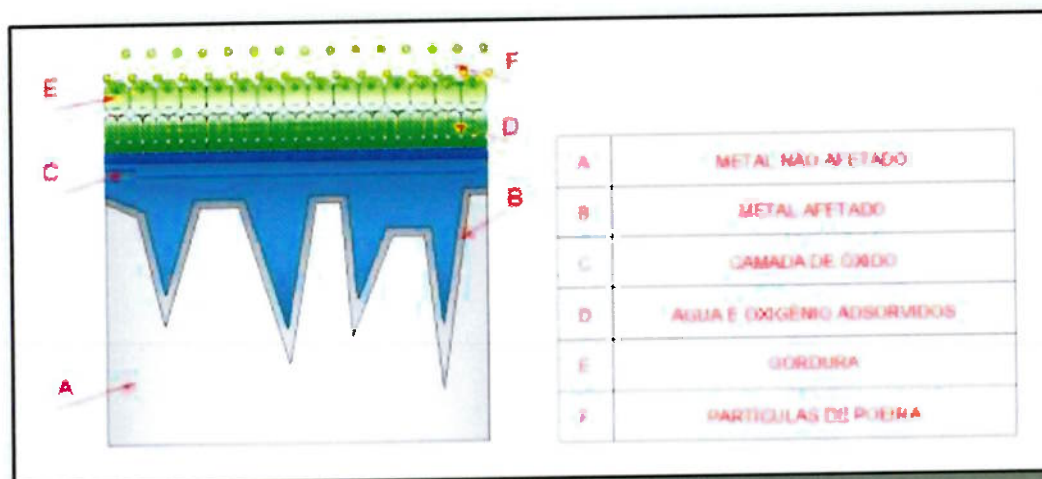 F
E
D
C
B
A
A METAL NÃO AFETADO
B METAL AFETADO
C CAMADA DE ÓXIDO
D ÁGUA E OXIGÊNIO ADSORVIDOS
E GORDURA
F PARTÍCULAS DE POEIRA